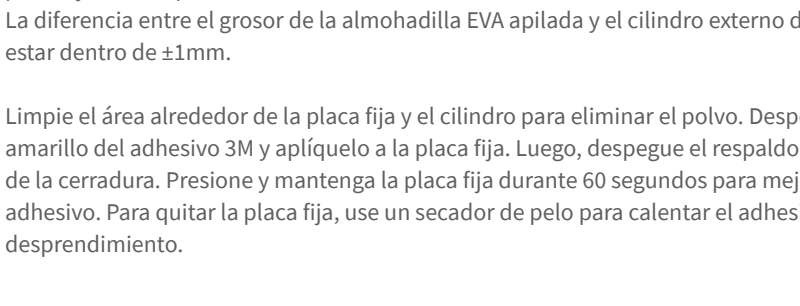 La diferencia entre el grosor de la almohadilla EVA apilada y el cilindro externo
estar dentro de ±1mm.
Limpie el área alrededor de la placa fija y el cilindro para eliminar el polvo.
amarillo del adhesivo 3M y aplíquelo a la placa fija. Luego, despegue el respaldo
de la cerradura. Presione y mantenga la placa fija durante 60 segundos para
adhesivo. Para quitar la placa fija, use un secador de pelo para calentar el
desprendimiento.